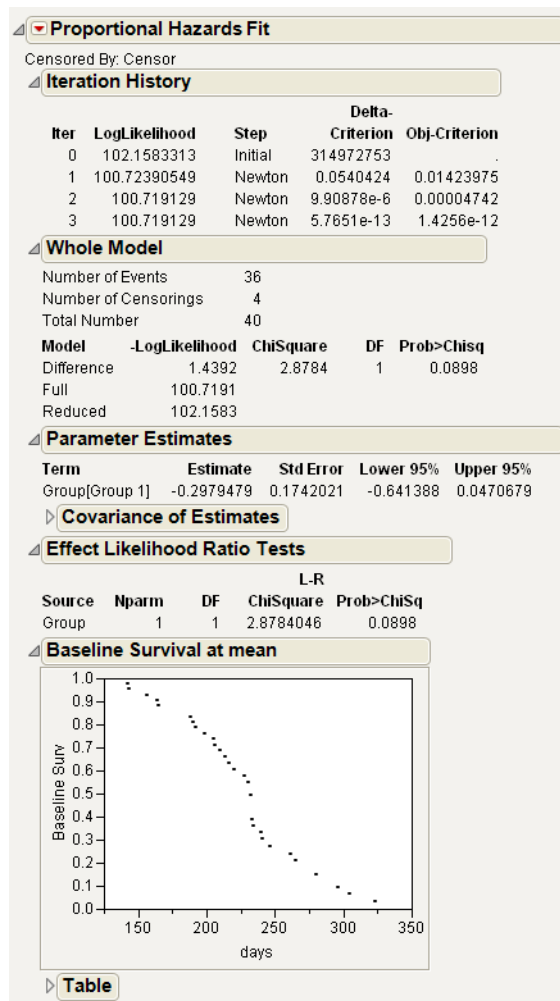 Proportional Hazards Fit
Censored By: Censor
Iteration History
Delta-
Iter LogLikelihood Step Criterion Obj-Criterion
0 102.1583313 Initial 314972753 .
1 100.72390549 Newton 0.0540424 0.01423975
2 100.719129 Newton 9.90878e-6 0.00004742
3 100.719129 Newton 5.7651e-13 1.4256e-12
Whole Model
Number of Events 36
Number of Censorings 4
Total Number 40
Model -LogLikelihood ChiSquare DF Prob>Chisq
Difference 1.4392 2.8784 1 0.0898
Full 100.7191
Reduced 102.1583
Parameter Estimates
Term Estimate Std Error Lower 95% Upper 95%
Group[Group 1] -0.2979479 0.1742021 -0.641388 0.0470679
Covariance of Estimates
Effect Likelihood Ratio Tests
L-R
Source Nparm DF ChiSquare Prob>ChiSq
Group 1 1 2.8784046 0.0898
Baseline Survival at mean
1.0
0.9
0.8
0.7
0.6
0.5
0.4
0.3
0.2
0.1
0.0
Baseline Surv
150 200 250 300 350
days
Table